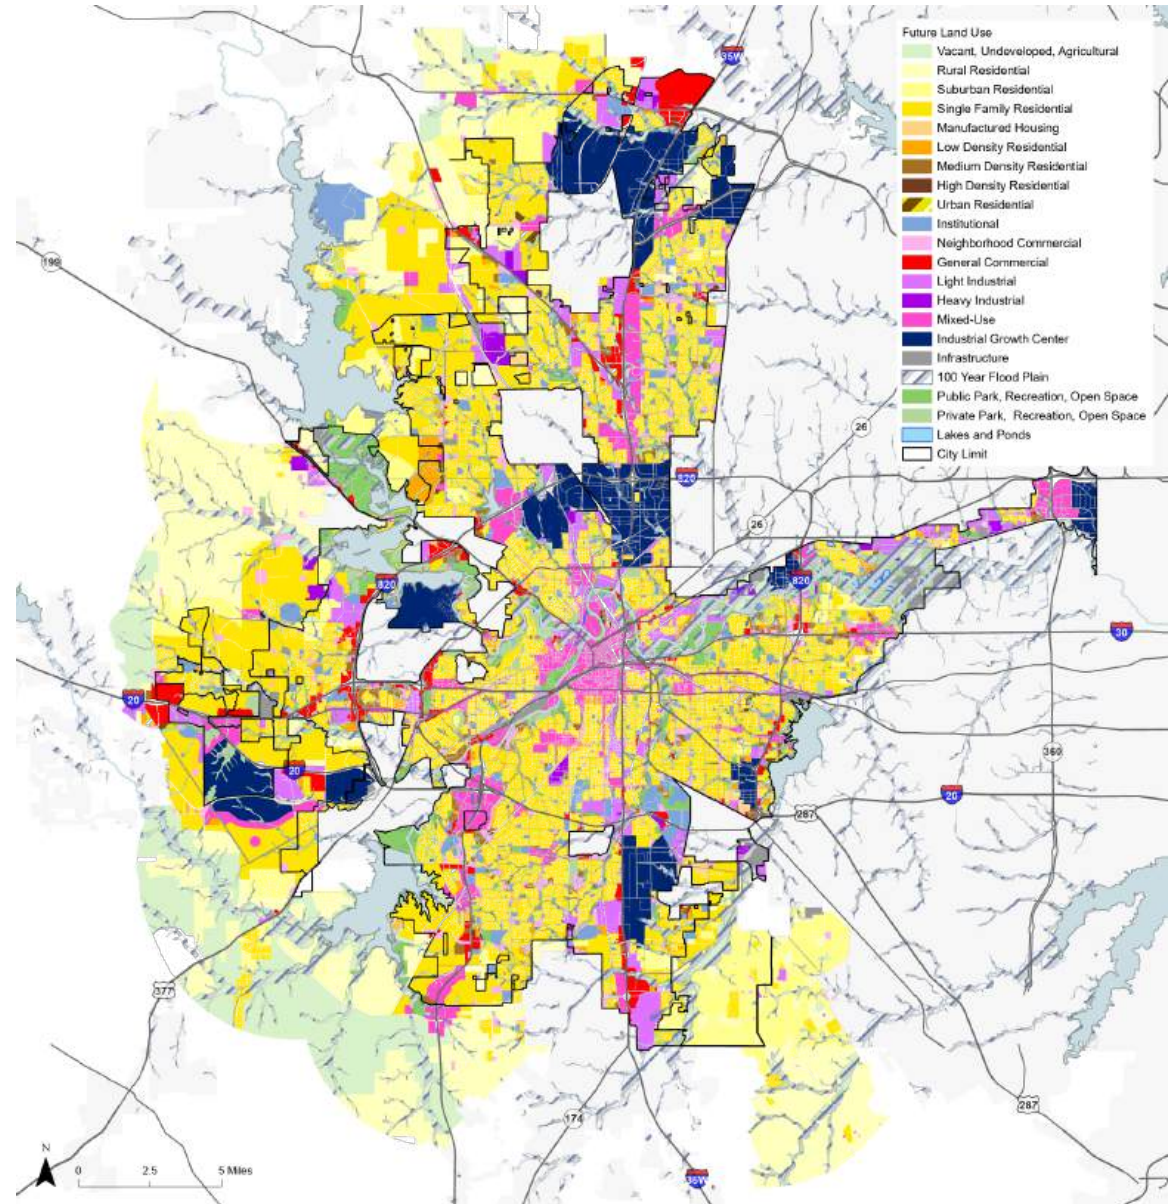 Future Land Use
Vacant, Undeveloped, Agricultural
Rural Residential
Suburban Residential
Single Family Residential
Manufactured Housing
Low Density Residential
Medium Density Residential
High Density Residential
Urban Residential
Institutional
Neighborhood Commercial
General Commercial
Light Industrial
Heavy Industrial
Mixed-Use
Industrial Growth Center
Infrastructure
100 Year Flood Plain
Public Park, Recreation, Open Space
Private Park, Recreation, Open Space
Lakes and Ponds
City Limit
35W
199
26
820
26
820
820
30
20
360
20
20
287
377
287
174
35W
N
0 2.5 5 Miles